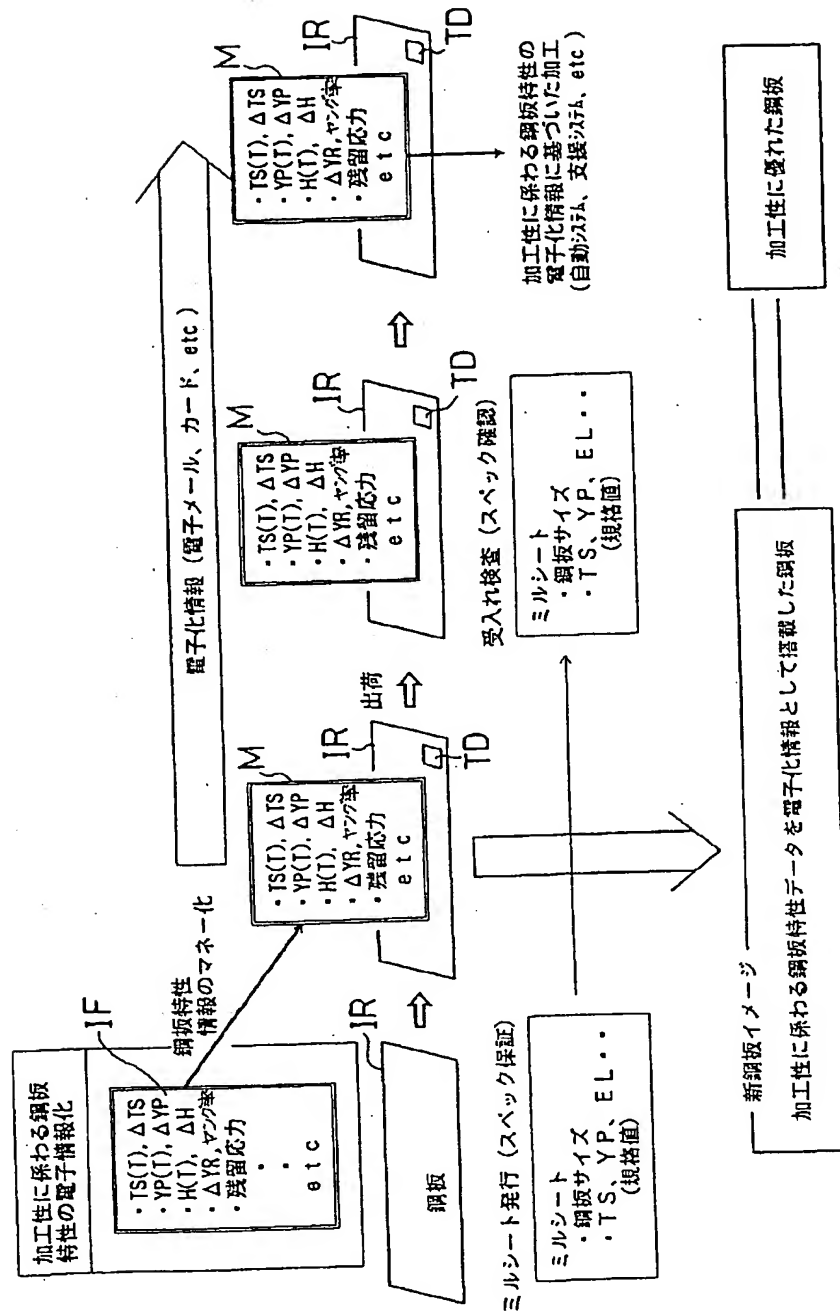 加工性に係わる鋼板
特性の電子情報化
IF
・TS(T), ΔTS
・YP(T), ΔYP
・H(T), ΔH
・ΔYR,ヤング率
・残留応力
・
・
etc
鋼板特性
情報のマネー化
IR
鋼板
電子化情報（電子メール、カード、etc）
M
・TS(T), ΔTS
・YP(T), ΔYP
・H(T), ΔH
・ΔYR,ヤング率
・残留応力
etc
IR
TD
出荷
M
・TS(T), ΔTS
・YP(T), ΔYP
・H(T), ΔH
・ΔYR,ヤング率
・残留応力
etc
IR
TD
M
・TS(T), ΔTS
・YP(T), ΔYP
・H(T), ΔH
・ΔYR,ヤング率
・残留応力
etc
IR
TD
ミルシート発行（スペック保証）
ミルシート
・鋼板サイズ
・TS、YP、EL・・
（規格値）
受入れ検査（スペック確認）
ミルシート
・鋼板サイズ
・TS、YP、EL・・
（規格値）
加工性に係わる鋼板特性の
電子化情報に基づいた加工
（自動システム、支援システム、etc）
新鋼板イメージ
加工性に係わる鋼板特性データを電子化情報として搭載した鋼板
加工性に優れた鋼板